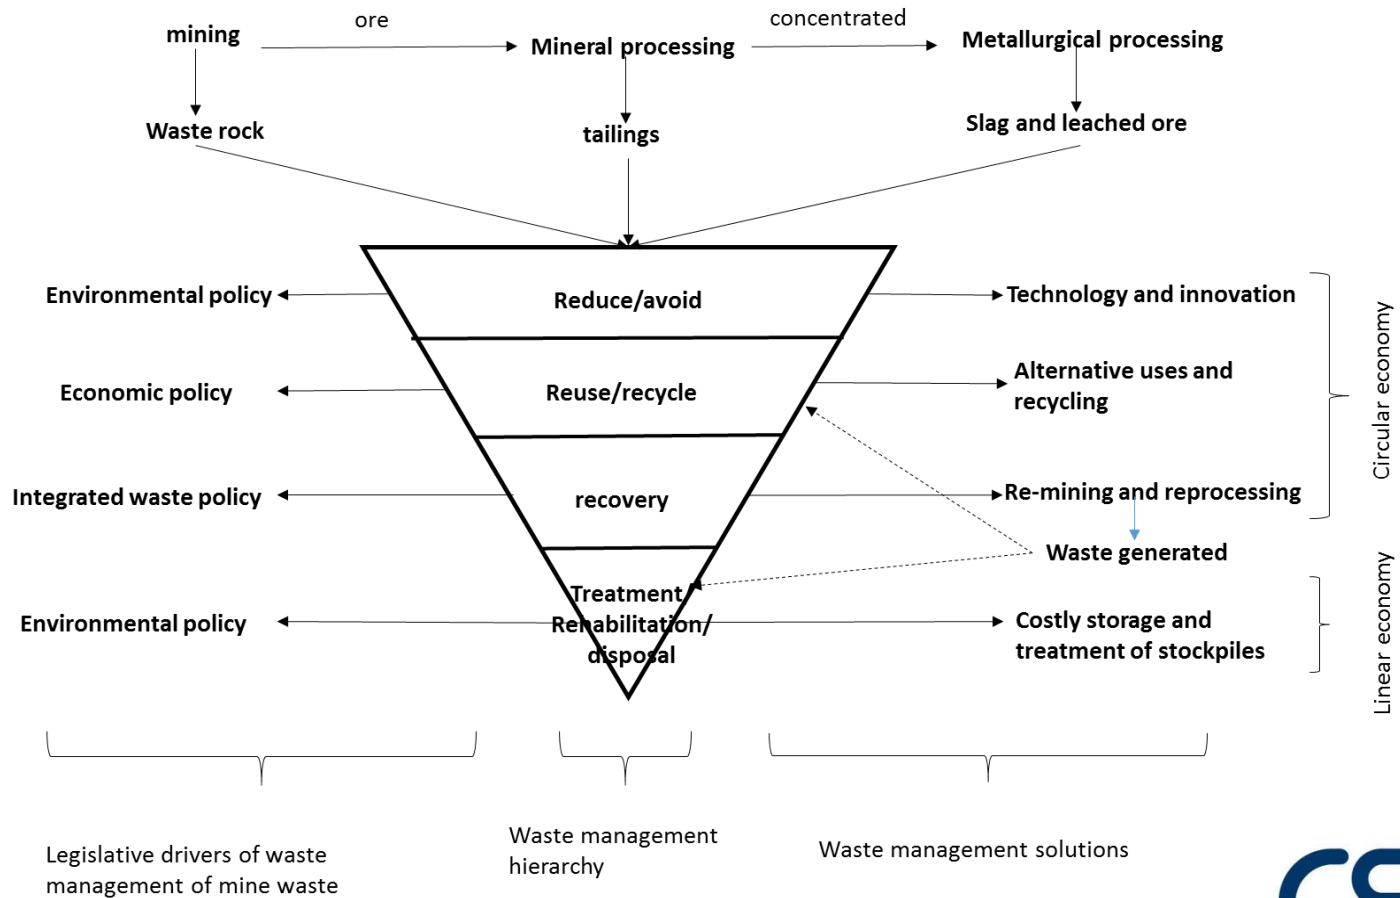 mining
ore
Mineral processing
concentrated
Metallurgical processing
Waste rock
tailings
Slag and leached ore
Environmental policy
Reduce/avoid
Technology and innovation
Economic policy
Reuse/recycle
Alternative uses and
recycling
Integrated waste policy
recovery
Re-mining and reprocessing
Waste generated
Environmental policy
Treatment/
Rehabilitation/
disposal
Costly storage and
treatment of stockpiles
Circular economy
Linear economy
Legislative drivers of waste
management of mine waste
Waste management
hierarchy
Waste management solutions